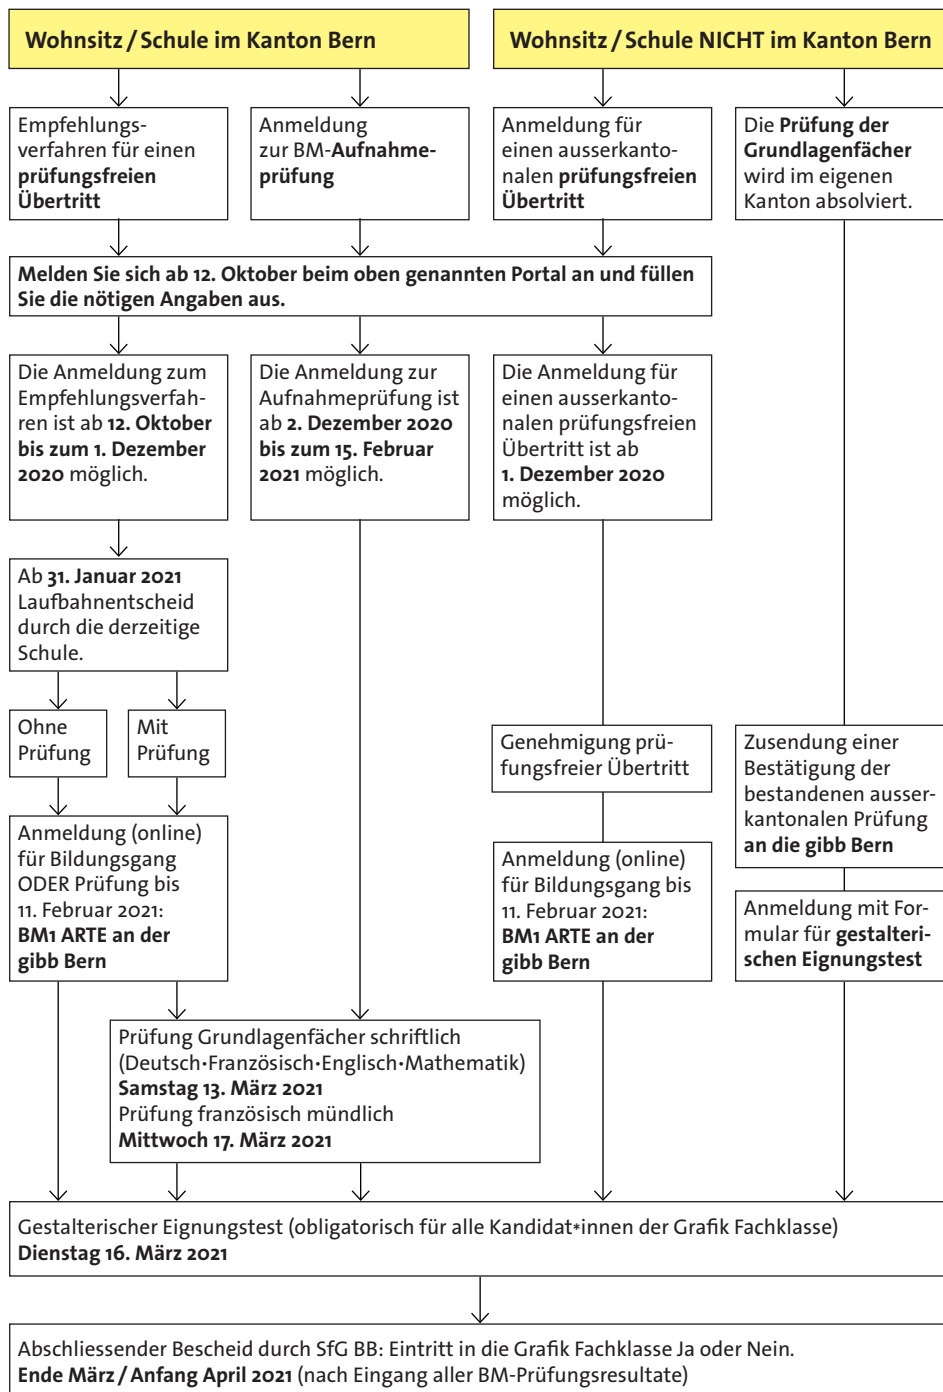 Wohnsitz / Schule im Kanton Bern
Wohnsitz / Schule NICHT im Kanton Bern
Empfehlungs-
verfahren für einen
prüfungsfreien
Übertritt
Anmeldung
zur BM-Aufnahme-
prüfung
Anmeldung für
einen ausserkanto-
nalen prüfungsfreien
Übertritt
Die Prüfung der
Grundlagenfächer
wird im eigenen
Kanton absolviert.
Melden Sie sich ab 12. Oktober beim oben genannten Portal an und füllen
Sie die nötigen Angaben aus.
Die Anmeldung zum
Empfehlungsverfah-
ren ist ab 12. Oktober
bis zum 1. Dezember
2020 möglich.
Die Anmeldung zur
Aufnahmeprüfung ist
ab 2. Dezember 2020
bis zum 15. Februar
2021 möglich.
Die Anmeldung für
einen ausserkanto-
nalen prüfungsfreien
Übertritt ist ab
1. Dezember 2020
möglich.
Ab 31. Januar 2021
Laufbahnentscheid
durch die derzeitige
Schule.
Ohne
Prüfung
Mit
Prüfung
Genehmigung prü-
fungsfreier Übertritt
Zusendung einer
Bestätigung der
bestandenen ausser-
kantonalen Prüfung
an die gibb Bern
Anmeldung (online)
für Bildungsgang
ODER Prüfung bis
11. Februar 2021:
BM1 ARTE an der
gibb Bern
Anmeldung (online)
für Bildungsgang bis
11. Februar 2021:
BM1 ARTE an der
gibb Bern
Anmeldung mit For-
mular für gestalteri-
schen Eignungstest
Prüfung Grundlagenfächer schriftlich
(Deutsch·Französisch·Englisch·Mathematik)
Samstag 13. März 2021
Prüfung französisch mündlich
Mittwoch 17. März 2021
Gestalterischer Eignungstest (obligatorisch für alle Kandidat*innen der Grafik Fachklasse)
Dienstag 16. März 2021
Abschliessender Bescheid durch SfG BB: Eintritt in die Grafik Fachklasse Ja oder Nein.
Ende März / Anfang April 2021 (nach Eingang aller BM-Prüfungsresultate)